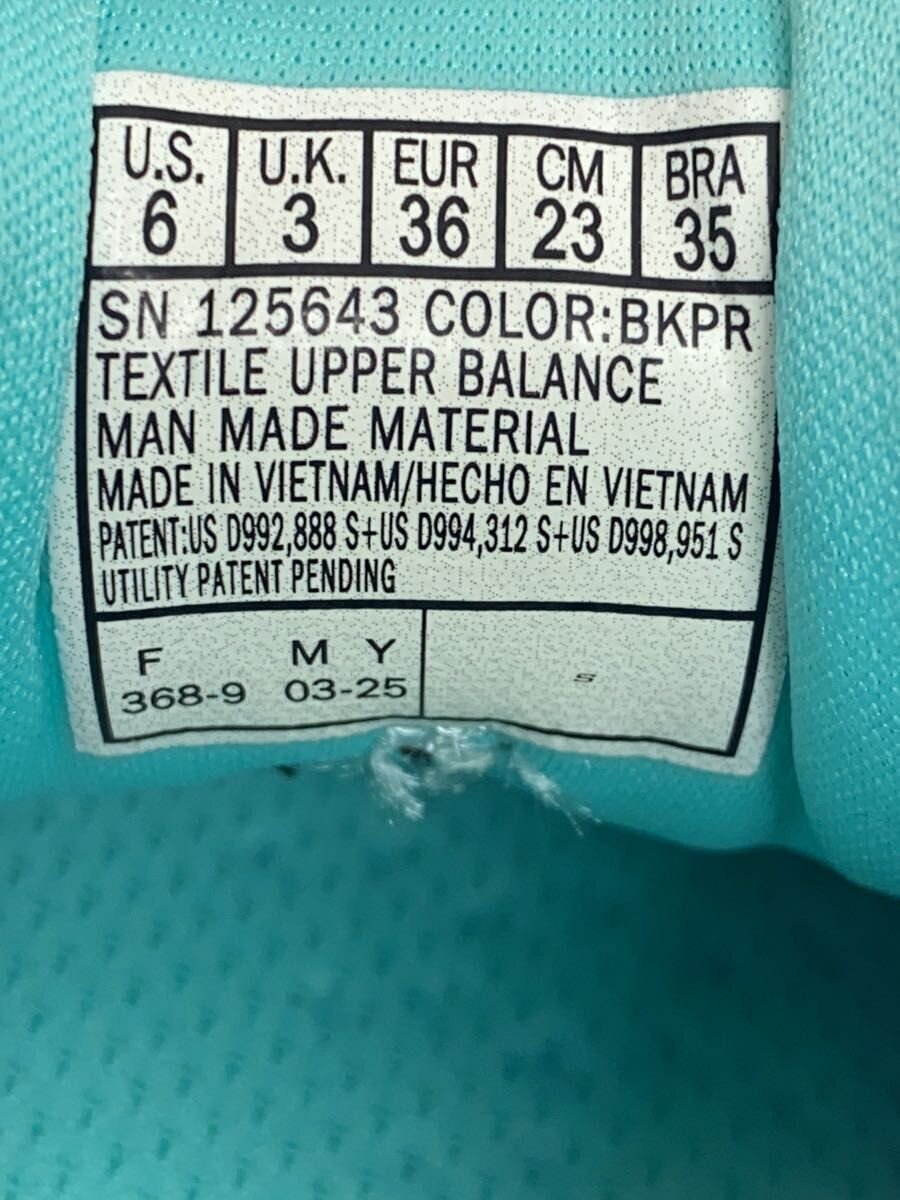 U.S. U.K. EUR CM BRA
6 3 36 23 35
SN 125643 COLOR:BKPR
TEXTILE UPPER BALANCE
MAN MADE MATERIAL
MADE IN VIETNAM/HECHO EN VIETNAM
PATENT:US D992,888 S+US D994,312 S+US D998,951 S
UTILITY PATENT PENDING
F M Y
368-9 03-25
S